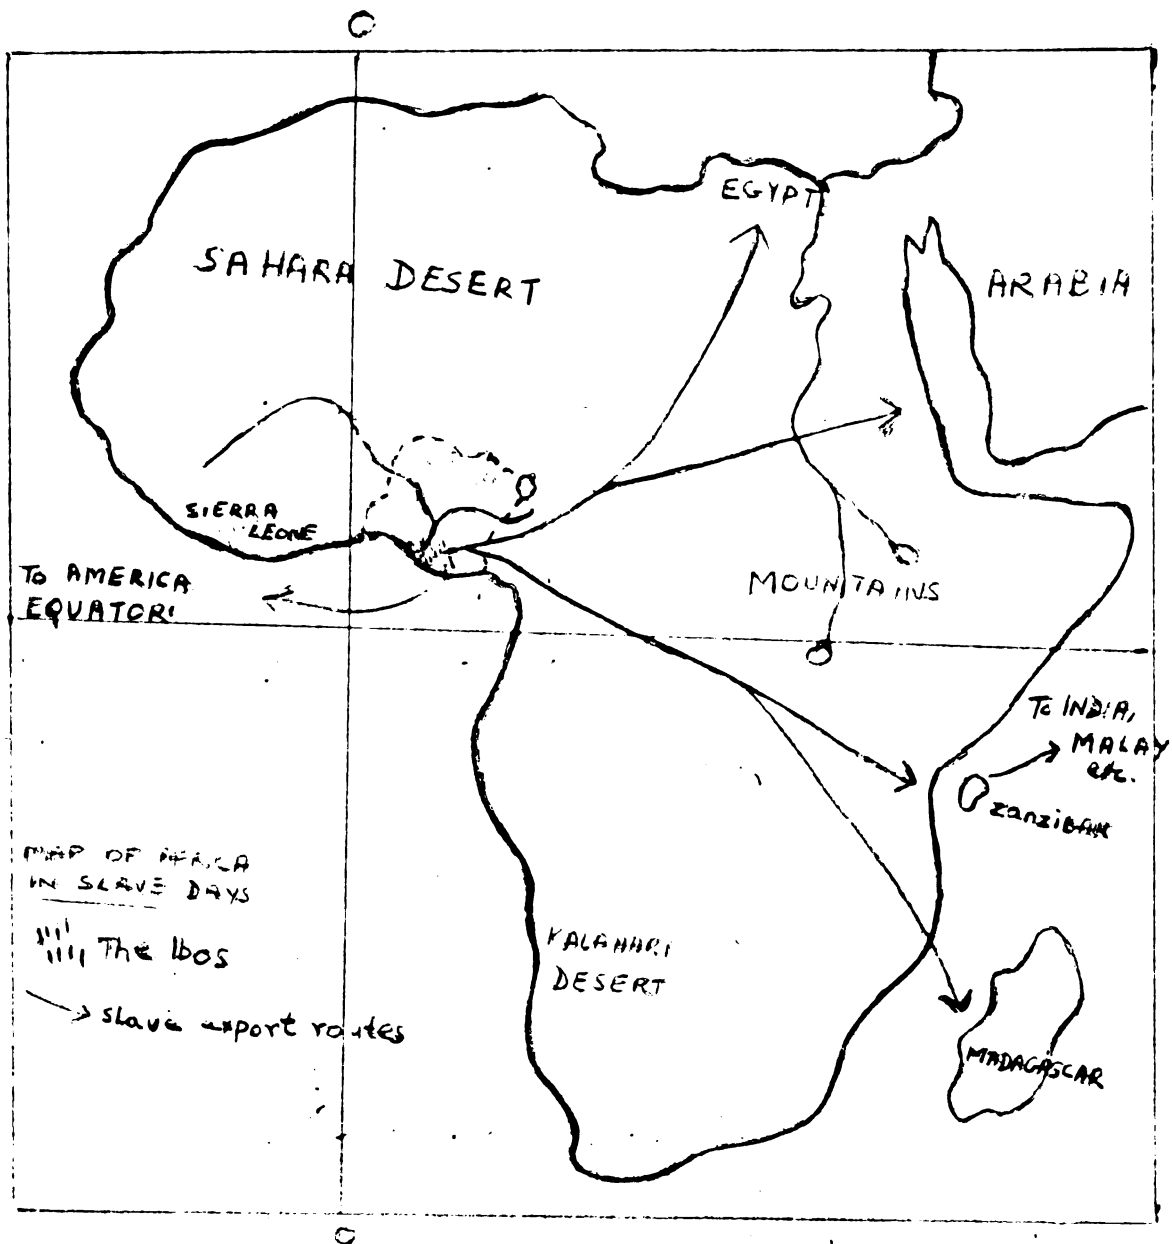 O
EGYPT
SAHARA DESERT
ARABIA
SIERRA
LEONE
To AMERICA
EQUATOR
MOUNTAINS
To INDIA,
MALAY
etc.
ZanziBAR
MAP OF AFRICA
IN SLAVE DAYS
The Ibos
slave export routes
KALAHARI
DESERT
MADAGASCAR
O